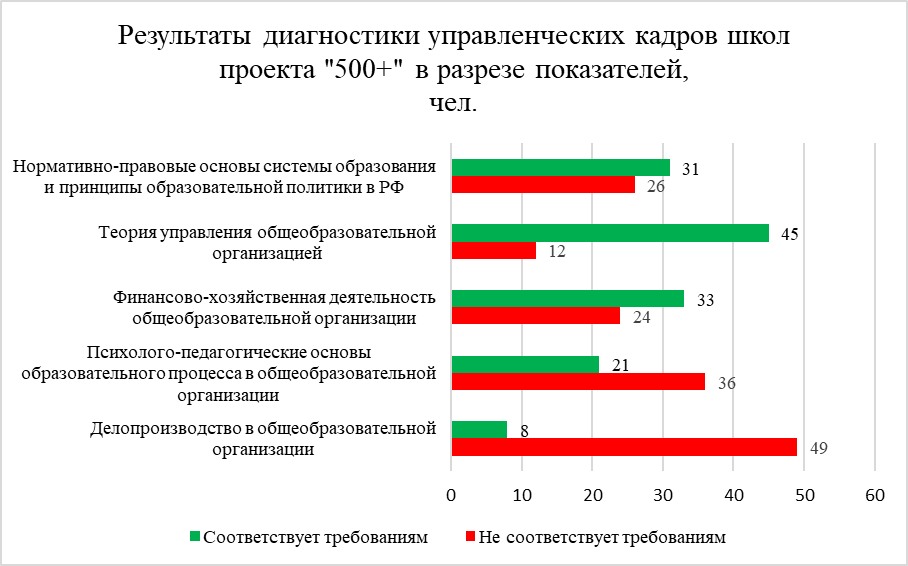 Результаты диагностики управленческих кадров школ
проекта "500+" в разрезе показателей,
чел.
Нормативно-правовые основы системы образования
и принципы образовательной политики в РФ
31
26
Теория управления общеобразовательной
организацией
45
12
Финансово-хозяйственная деятельность
общеобразовательной организации
33
24
Психолого-педагогические основы
образовательного процесса в общеобразовательной
организации
21
36
Делопроизводство в общеобразовательной
организации
8
49
0 10 20 30 40 50 60
Соответствует требованиям Не соответствует требованиям